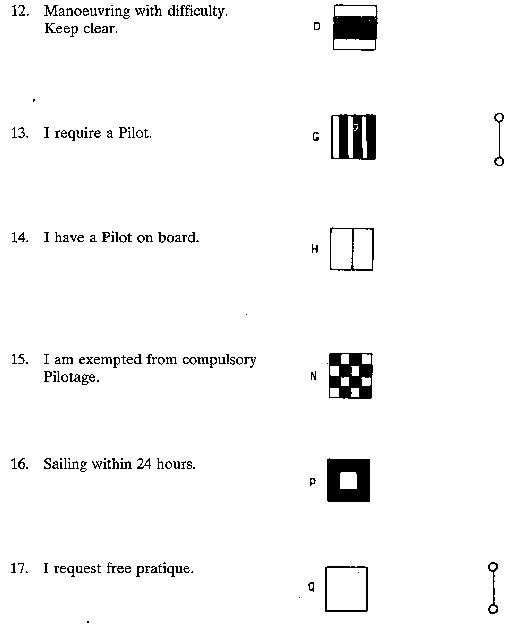 12. Manoeuvring with difficulty.
Keep clear.
D
13. I require a Pilot.
G
14. I have a Pilot on board.
H
15. I am exempted from compulsory
Pilotage.
N
16. Sailing within 24 hours.
P
17. I request free pratique.
Q